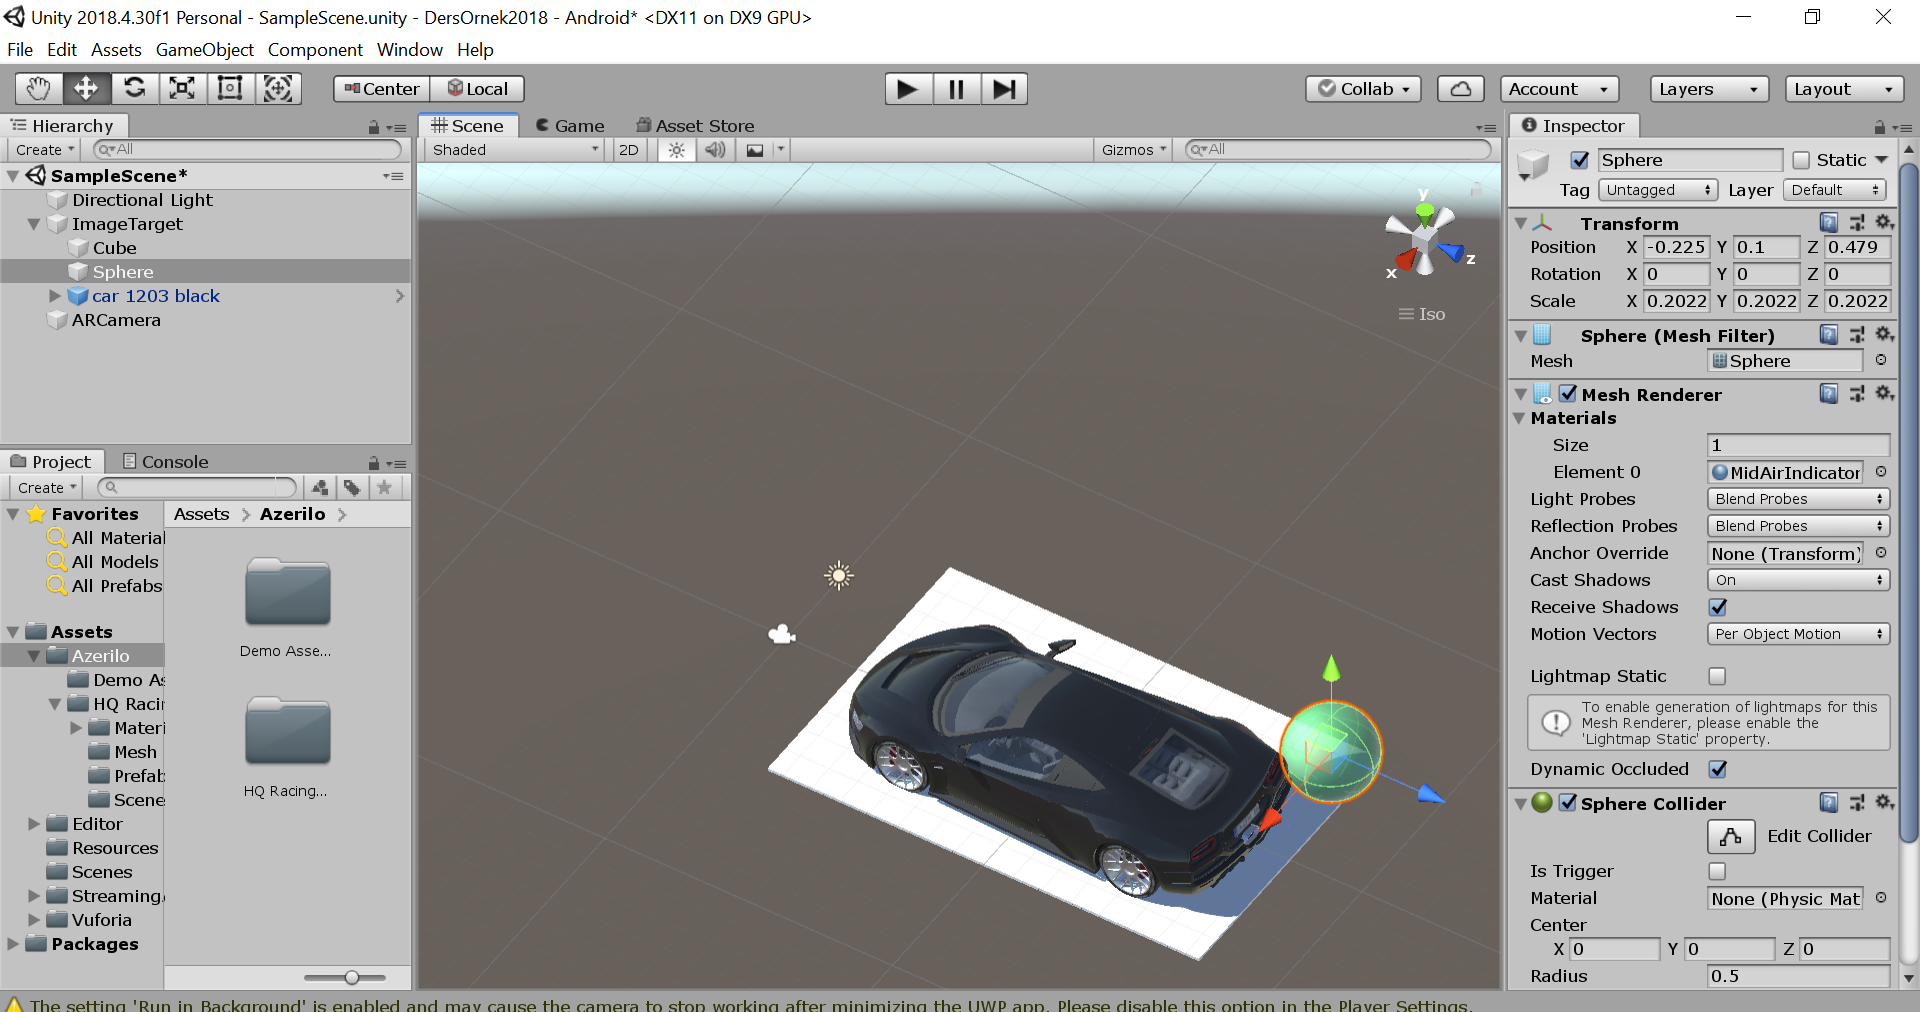 Unity 2018.4.30f1 Personal - SampleScene.unity - DersOrnek2018 - Android* <DX11 on DX9 GPU>
File Edit Assets GameObject Component Window Help
Center Local Collab Account Layers Layout
Hierarchy
Create All
SampleScene*
Directional Light
ImageTarget
Cube
Sphere
car 1203 black
ARCamera
Project Console
Create
Favorites
All Material
All Models
All Prefabs
Assets
Azerilo
Demo As
HQ Racin
Materi
Mesh
Prefab
Scene
Editor
Resources
Scenes
Streaming
Vuforia
Packages
Assets > Azerilo >
Demo Asse...
HQ Racing...
Scene Game Asset Store
Shaded 2D Gizmos All
y
x z
Iso
Inspector
Sphere Static
Tag Untagged Layer Default
Transform
Position X -0.225 Y 0.1 Z 0.479
Rotation X 0 Y 0 Z 0
Scale X 0.2022 Y 0.2022 Z 0.2022
Sphere (Mesh Filter)
Mesh Sphere
Mesh Renderer
Materials
Size 1
Element 0 MidAirIndicator
Light Probes Blend Probes
Reflection Probes Blend Probes
Anchor Override None (Transform)
Cast Shadows On
Receive Shadows
Motion Vectors Per Object Motion
Lightmap Static
To enable generation of lightmaps for this
Mesh Renderer, please enable the
'Lightmap Static' property.
Dynamic Occluded
Sphere Collider
Edit Collider
Is Trigger
Material None (Physic Mat
Center
X 0 Y 0 Z 0
Radius 0.5
The setting 'Run in Background' is enabled and may cause the camera to stop working after minimizing the UWP app. Please disable this option in the Player Settings.